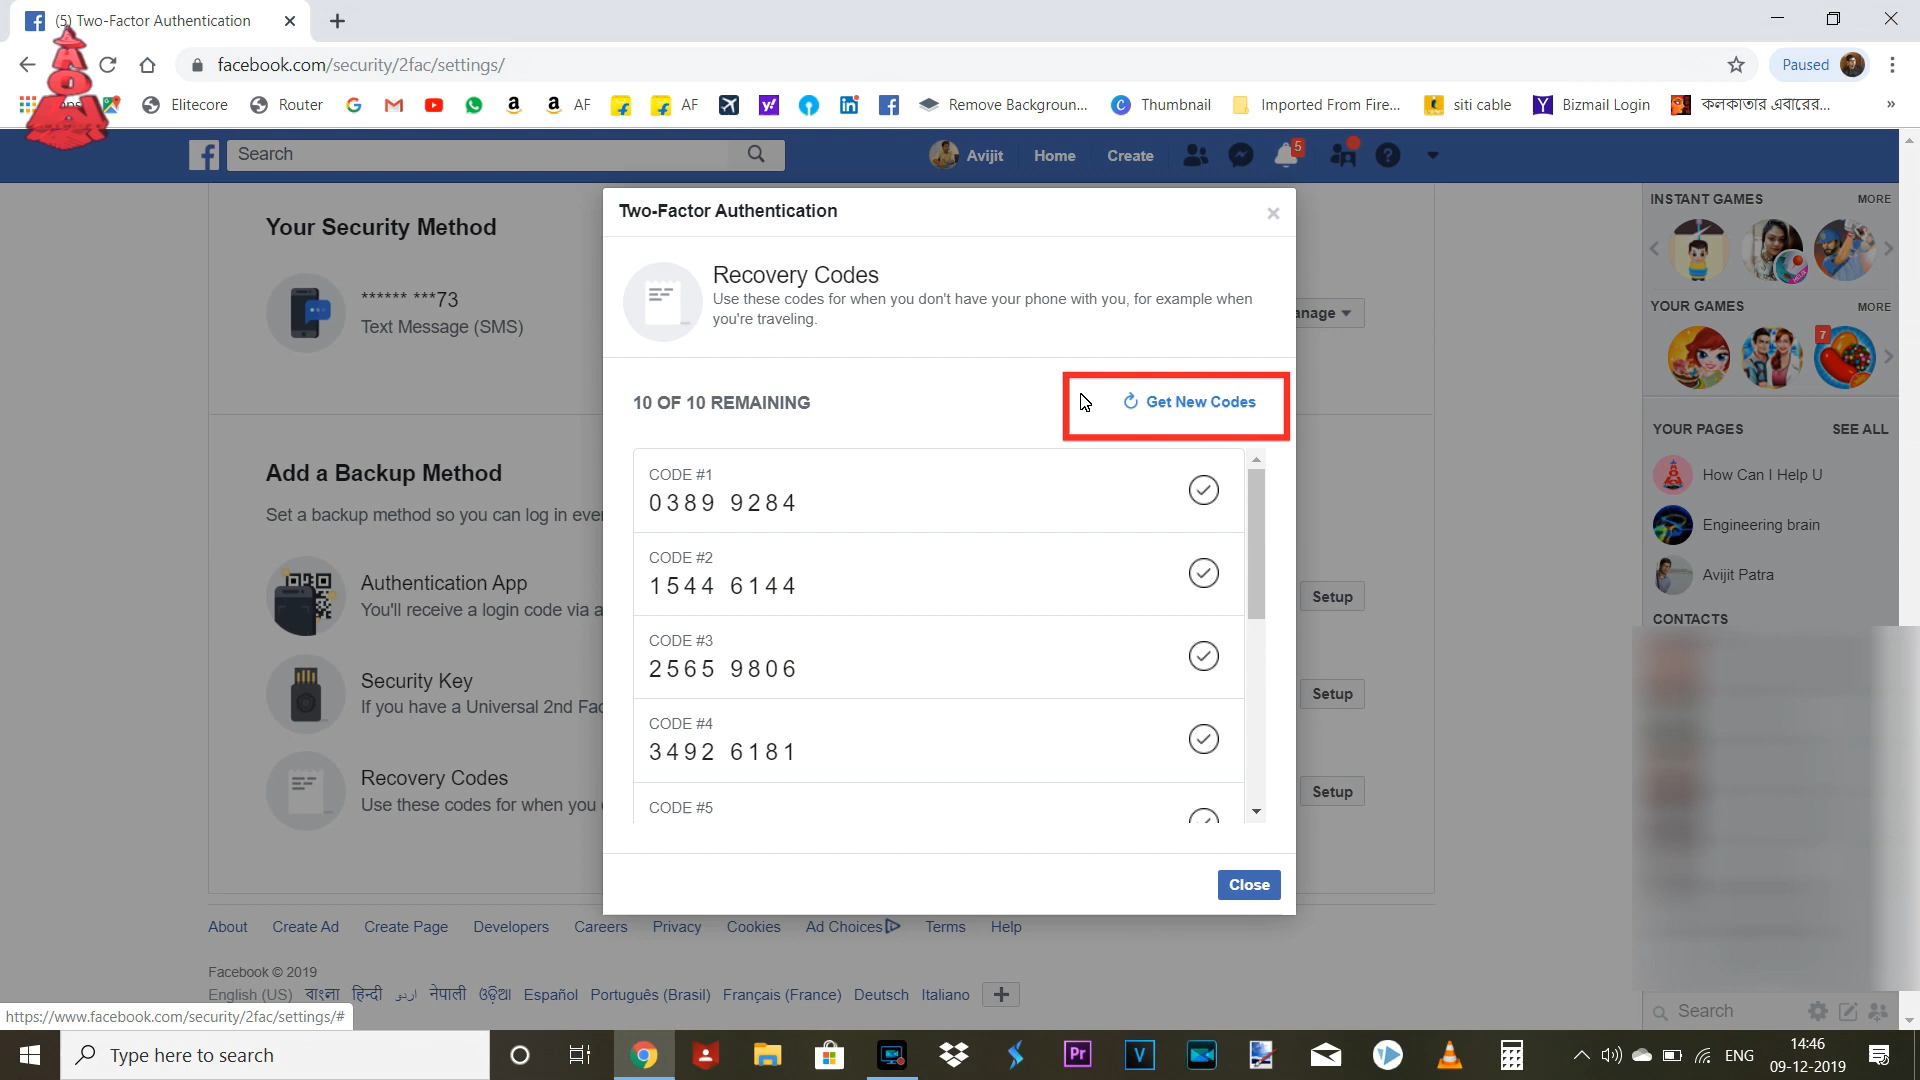 (5) Two-Factor Authentication
facebook.com/security/2fac/settings/
Paused
Elitecore
Router
AF
AF
Remove Backgroun...
Thumbnail
Imported From Fire...
siti cable
Bizmail Login
কলকাতার এবারের...
»
Search
Avijit
Home
Create
5
Your Security Method
****** ***73
Text Message (SMS)
anage
Add a Backup Method
Set a backup method so you can log in eve
Authentication App
You'll receive a login code via a
Setup
Security Key
If you have a Universal 2nd Fac
Setup
Recovery Codes
Use these codes for when you
Setup
Two-Factor Authentication
Recovery Codes
Use these codes for when you don't have your phone with you, for example when
you're traveling.
10 OF 10 REMAINING
Get New Codes
CODE #1
0389 9284
CODE #2
1544 6144
CODE #3
2565 9806
CODE #4
3492 6181
CODE #5
Close
INSTANT GAMES MORE
YOUR GAMES MORE
7
YOUR PAGES SEE ALL
How Can I Help U
Engineering brain
Avijit Patra
CONTACTS
Search
About Create Ad Create Page Developers Careers Privacy Cookies Ad Choices Terms Help
Facebook © 2019
English (US) বাংলা हिन्दी اردو नेपाली ଓଡ଼ିଆ Español Português (Brasil) Français (France) Deutsch Italiano
https://www.facebook.com/security/2fac/settings/#
Type here to search
Pr
V
ENG
14:46
09-12-2019